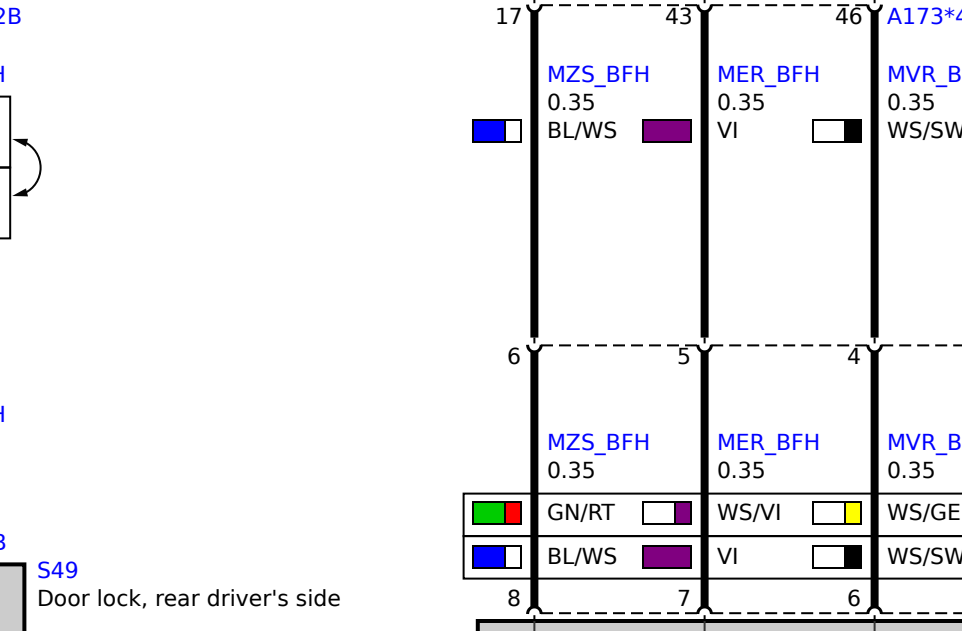 2B
17
43
46
A173*4
H
MZS_BFH
MER_BFH
MVR_B
0.35
0.35
0.35
BL/WS
VI
WS/SW
6
5
4
H
MZS_BFH
MER_BFH
MVR_B
0.35
0.35
0.35
GN/RT
WS/VI
WS/GE
B
BL/WS
VI
WS/SW
S49
Door lock, rear driver's side
8
7
6